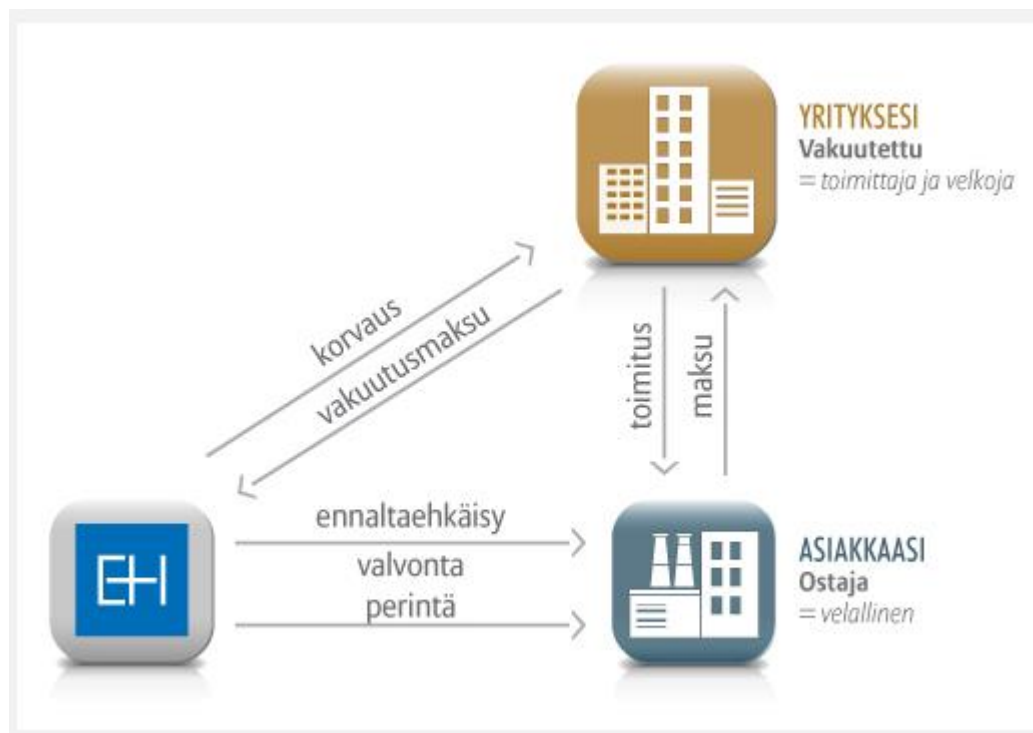 YRITYKSESI
Vakuutettu
= toimittaja ja velkoja
korvaus
vakuutusmaksu
toimitus
maksu
ennaltaehkäisy
valvonta
perintä
EH
ASIAKKAASI
Ostaja
= velallinen